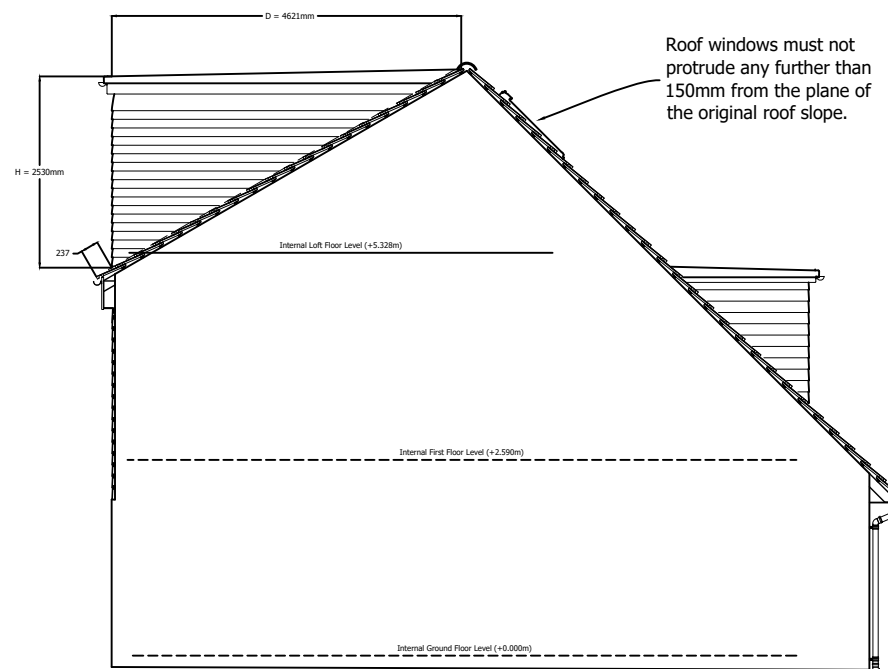 D = 4621mm
Roof windows must not
protrude any further than
150mm from the plane of
the original roof slope.
H = 2530mm
237
Internal Loft Floor Level (+5.328m)
Internal First Floor Level (+2.590m)
Internal Ground Floor Level (+0.000m)